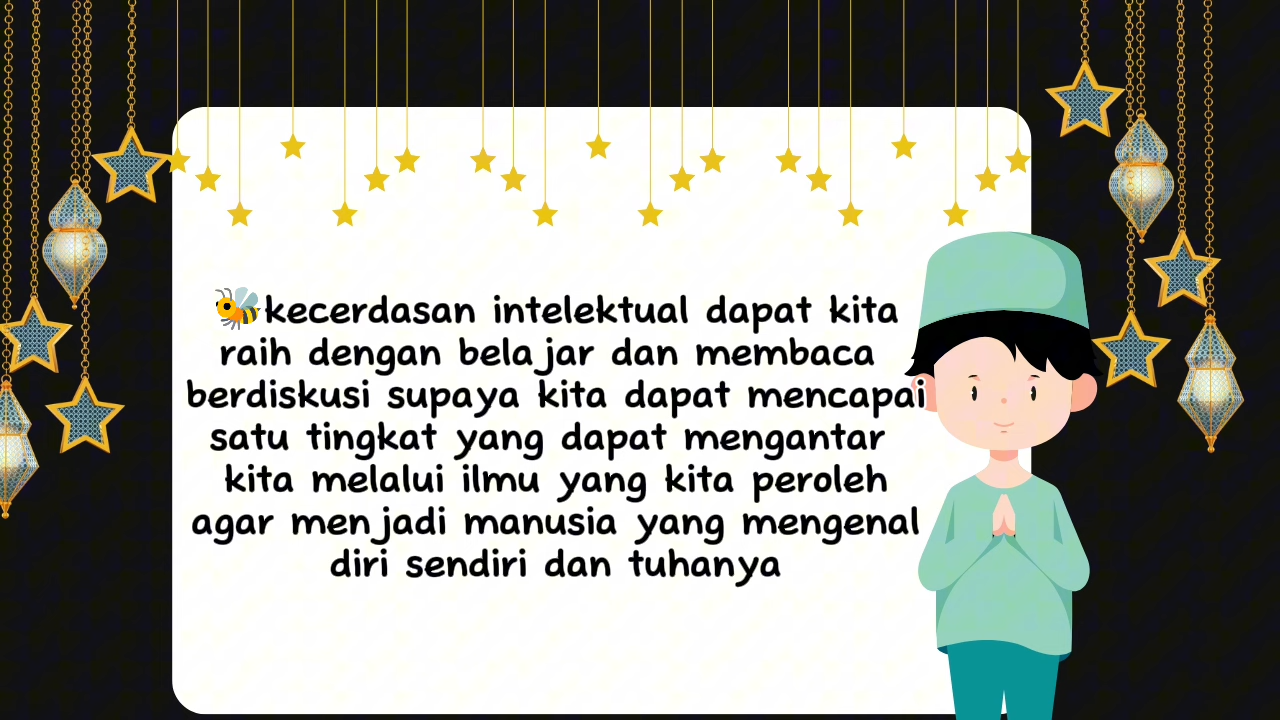 🐝kecerdasan intelektual dapat kita
raih dengan belajar dan membaca
berdiskusi supaya kita dapat mencapai
satu tingkat yang dapat mengantar
kita melalui ilmu yang kita peroleh
agar menjadi manusia yang mengenal
diri sendiri dan tuhanya